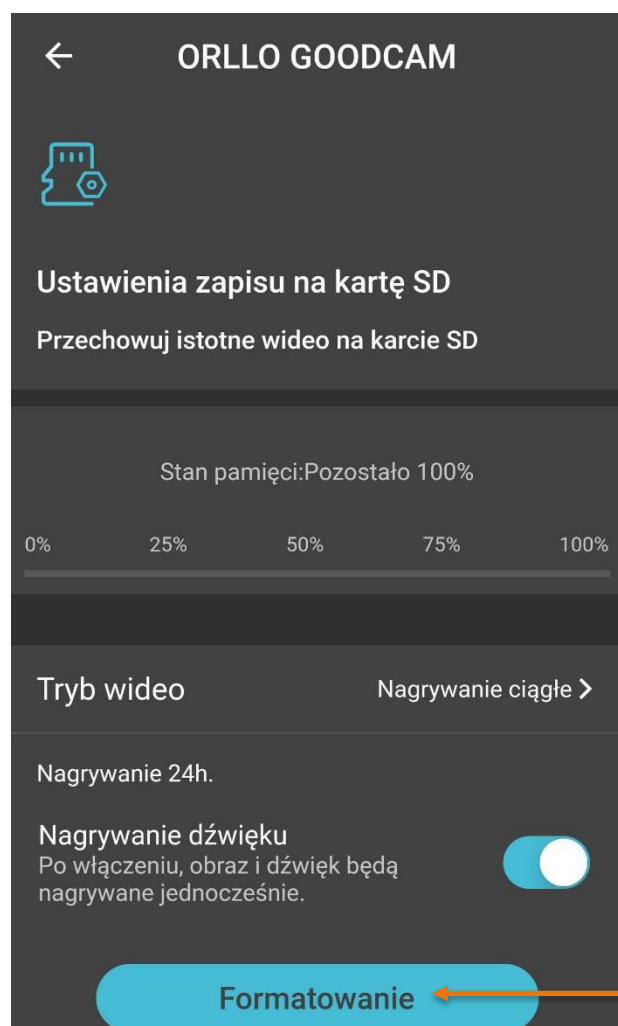 ORLLO GOODCAM
Ustawienia zapisu na kartę SD
Przechowuj istotne wideo na karcie SD
Stan pamięci:Pozostało 100%
0% 25% 50% 75% 100%
Tryb wideo Nagrywanie ciągłe
Nagrywanie 24h.
Nagrywanie dźwięku
Po włączeniu, obraz i dźwięk będą
nagrywane jednocześnie.
Formatowanie